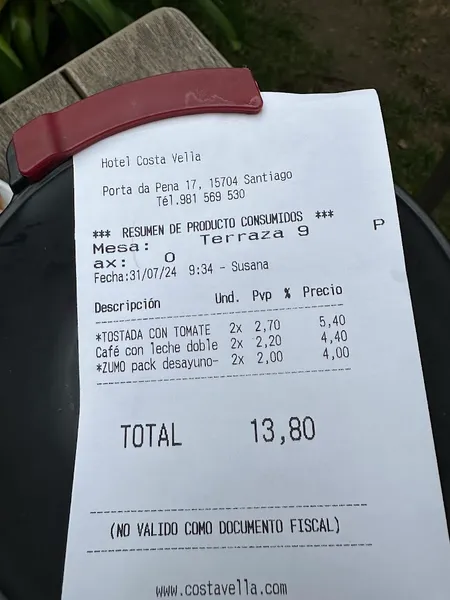 Hotel Costa Vella
Porta da Pena 17, 15704 Santiago
Tél.981 569 530
*** RESUMEN DE PRODUCTO CONSUMIDOS ***
Mesa: Terraza 9 P
ax: 0
Fecha:31/07/24 9:34 - Susana
Descripción Und. Pvp % Precio
*TOSTADA CON TOMATE 2x 2,70 5,40
Café con leche doble 2x 2,20 4,40
*ZUMO pack desayuno- 2x 2,00 4,00
TOTAL 13,80
(NO VALIDO COMO DOCUMENTO FISCAL)
www.costavella.com